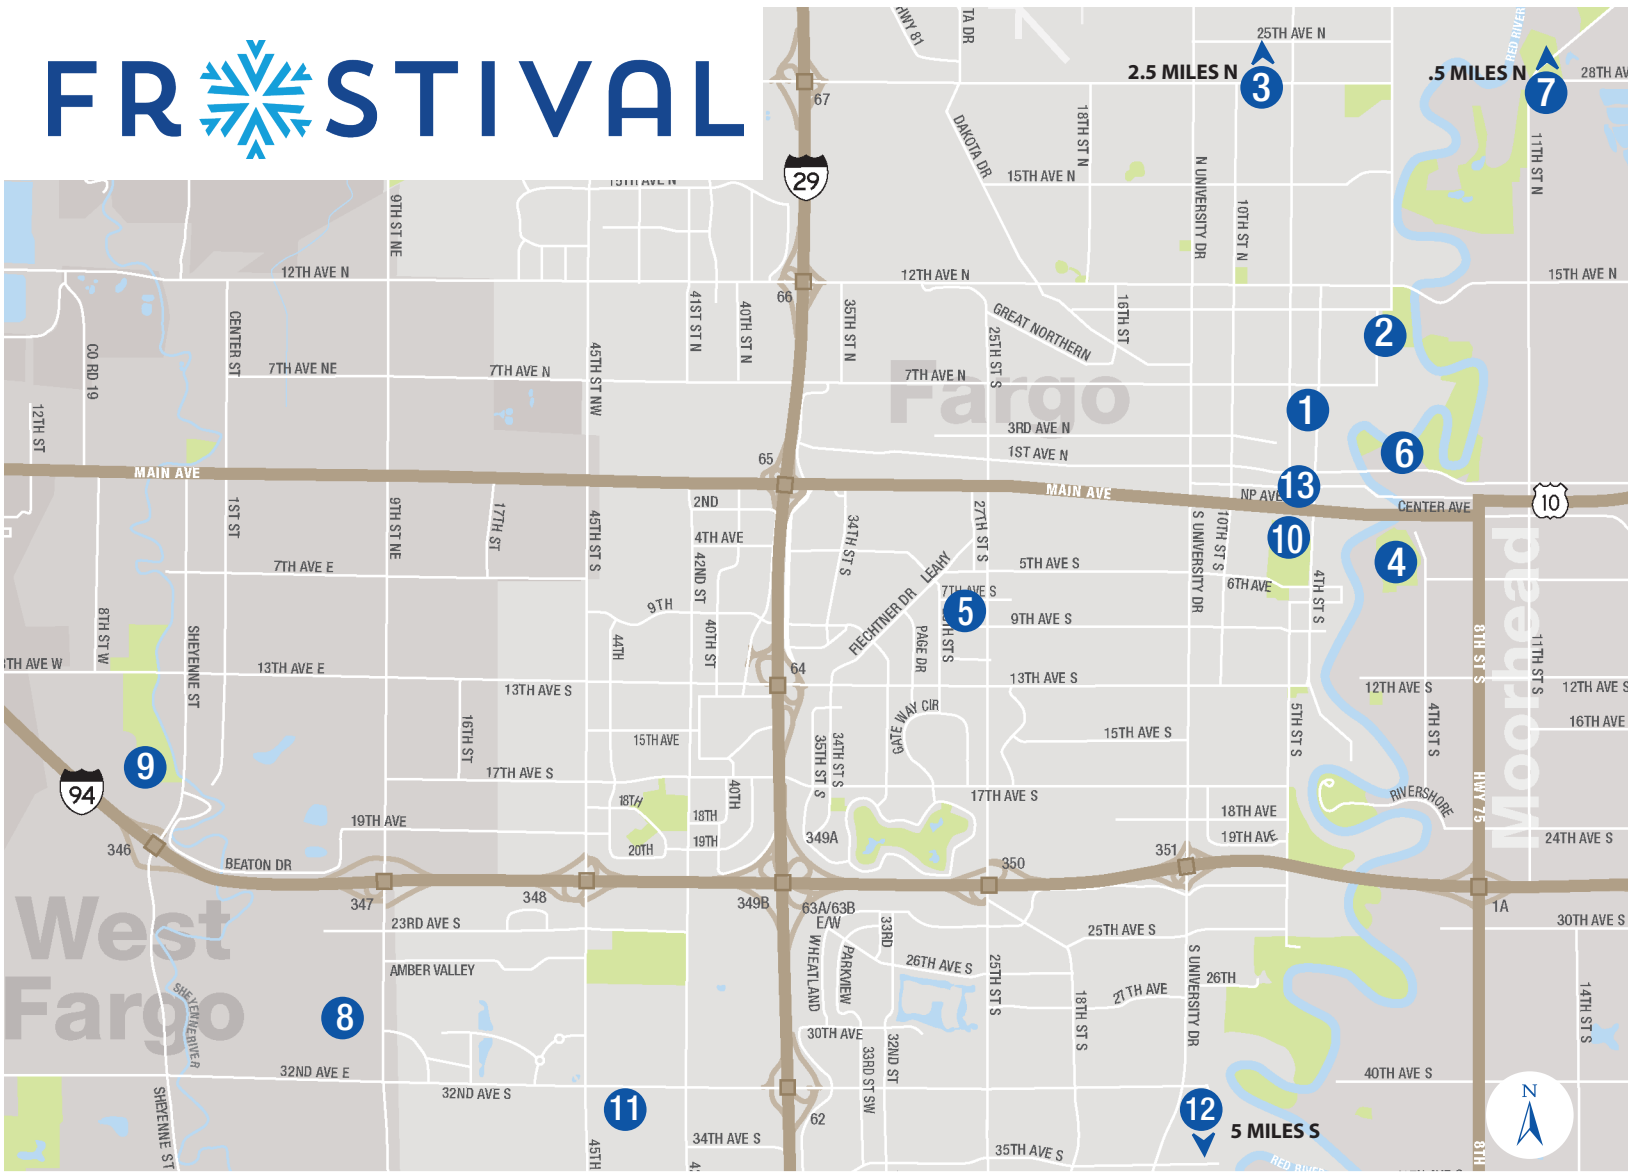 FROSTIVAL
HWY 81
TA DR
25TH AVE N
RED RIVER
2.5 MILES N
3
.5 MILES N
7
28TH AV
67
29
DAKOTA DR
18TH ST N
15TH AVE N
N UNIVERSITY DR
10TH ST N
11TH ST N
15TH AVE N
9TH ST NE
12TH AVE N
12TH AVE N
15TH AVE N
66
CENTER ST
CO RD 19
12TH ST
7TH AVE NE
7TH AVE N
45TH ST NW
41ST ST N
40TH ST N
35TH ST N
GREAT NORTHERN
25TH ST S
16TH ST
7TH AVE N
Fargo
2
1
3RD AVE N
1ST AVE N
6
MAIN AVE
65
MAIN AVE
NP AVE
13
CENTER AVE
10
1ST ST
9TH ST NE
17TH ST
45TH ST S
2ND
4TH AVE
42ND ST
34TH ST S
27TH ST S
S UNIVERSITY DR
10TH ST S
10
4
Moorhead
7TH AVE E
LEAHY
5TH AVE S
7TH AVE S
6TH AVE
4TH ST S
5
8TH ST W
SHEYENNE ST
9TH
44TH
40TH ST
FIECHTNER DR
PAGE DR
9TH AVE S
8TH ST S
11TH ST S
TH AVE W
13TH AVE E
13TH AVE S
64
13TH AVE S
12TH AVE S
12TH AVE S
16TH ST
15TH AVE
GATE WAY CIR
15TH AVE S
5TH ST S
4TH ST S
16TH AVE
9
94
17TH AVE S
35TH ST S
34TH ST S
17TH AVE S
HWY 75
RIVERSHORE
18TH
40TH
18TH
18TH AVE
19TH AVE
19TH
20TH
349A
19TH AVE
24TH AVE S
346
BEATON DR
347
348
349B
63A/63B
E/W
350
351
1A
West
Fargo
23RD AVE S
AMBER VALLEY
WHEATLAND
PARKVIEW
33RD
26TH AVE S
25TH ST S
25TH AVE S
S UNIVERSITY DR
26TH
27TH AVE
18TH ST S
30TH AVE S
14TH ST S
SHEYENNE RIVER
8
30TH AVE
33RD ST SW
32ND ST
32ND AVE E
32ND AVE S
40TH AVE S
SHEYENNE ST
11
62
12
5 MILES S
N
45TH
34TH AVE S
35TH AVE S
8TH